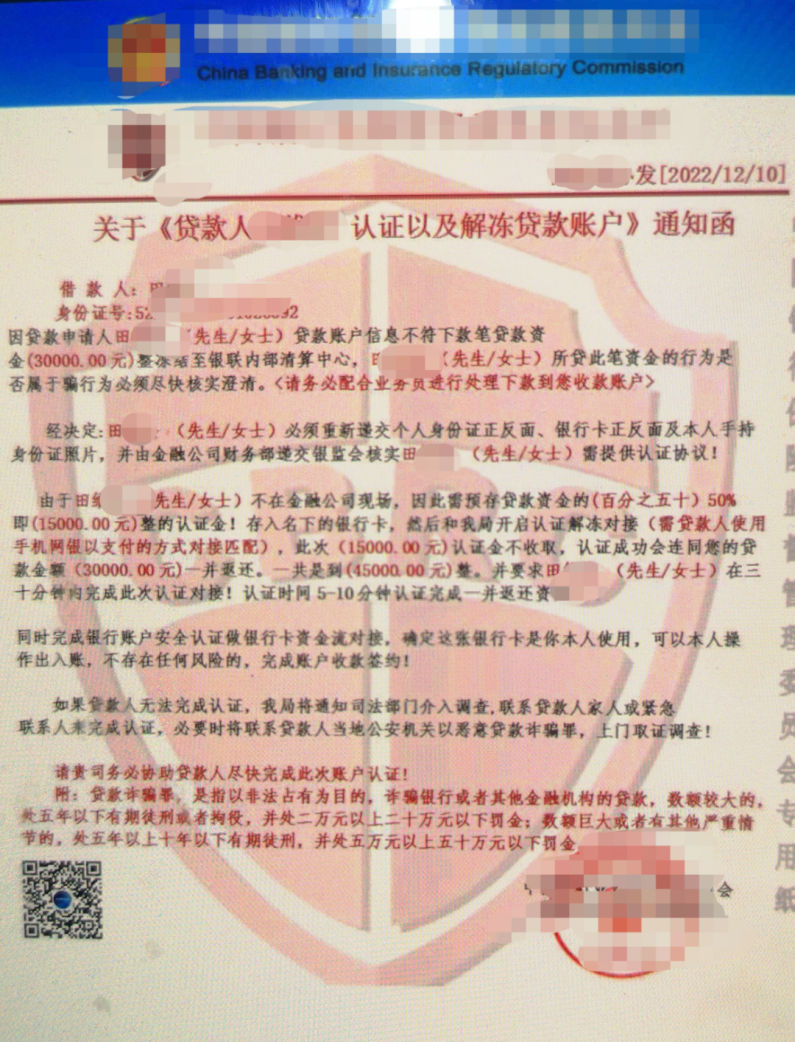 China Banking and Insurance Regulatory Commission
发[2022/12/10]
关于《贷款人 认证以及解冻贷款账户》通知函
借款人：田
身份证号:52
因贷款申请人田 （先生/女士）贷款账户信息不符下款笔贷款资
金(30000.00元)整冻结至银联内部清算中心， （先生/女士）所贷此笔资金的行为是
否属于骗行为必须尽快核实澄清。<请务必配合业务员进行处理下款到您收款账户>
经决定:田 （先生/女士）必须重新递交个人身份证正反面、银行卡正反面及本人手持
身份证照片，并由金融公司财务部递交银监会核实田 （先生/女士）需提供认证协议！
由于田 先生/女士）不在金融公司现场，因此需预存贷款资金的(百分之五十）50%
即(15000.00元)整的认证金！存入名下的银行卡，然后和我局开启认证解冻对接（需贷款人使用
手机网银以支付的方式对接匹配），此次（15000.00元)认证金不收取，认证成功会连同您的贷
款金额（30000.00元)一并返还。一共是到(45000.00元)整。并要求田 （先生/女士）在三
十分钟内完成此次认证对接！认证时间5-10分钟认证完成一并返还资
同时完成银行账户安全认证做银行卡资金流对接，确定这张银行卡是你本人使用，可以本人操
作出入账，不存在任何风险的，完成账户收款签约！
如果贷款人无法完成认证，我局将通知司法部门介入调查,联系贷款人家人或紧急
联系人来完成认证，必要时将联系贷款人当地公安机关以恶意贷款诈骗罪，上门取证调查！
请贵司务必协助贷款人尽快完成此次账户认证！
附：贷款诈骗罪，是指以非法占有为目的，诈骗银行或者其他金融机构的贷款，数额较大的，
处五年以下有期徒刑或者拘役，并处二万元以上二十万元以下罚金；数额巨大或者有其他严重情
节的，处五年以上十年以下有期徒刑，并处五万元以上五十万元以下罚金
会
保险监督管理委员会专用纸